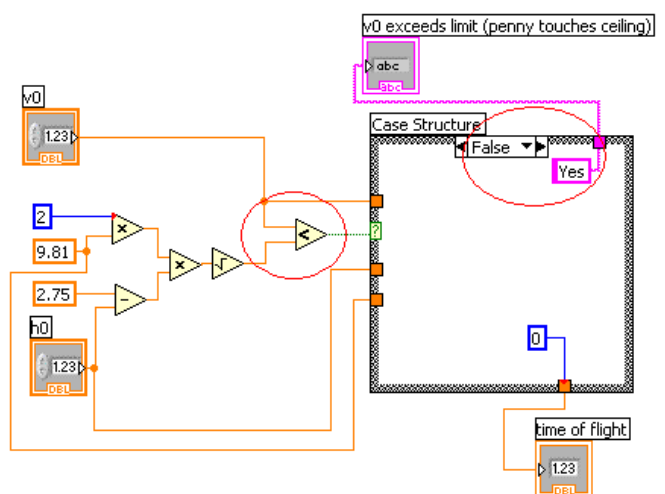 v0 exceeds limit (penny touches ceiling)
abc
abc
v0
1.23
DBL
Case Structure
False
Yes
2
×
<
?
9.81
×
√
2.75
−
h0
1.23
DBL
0
time of flight
1.23
DBL